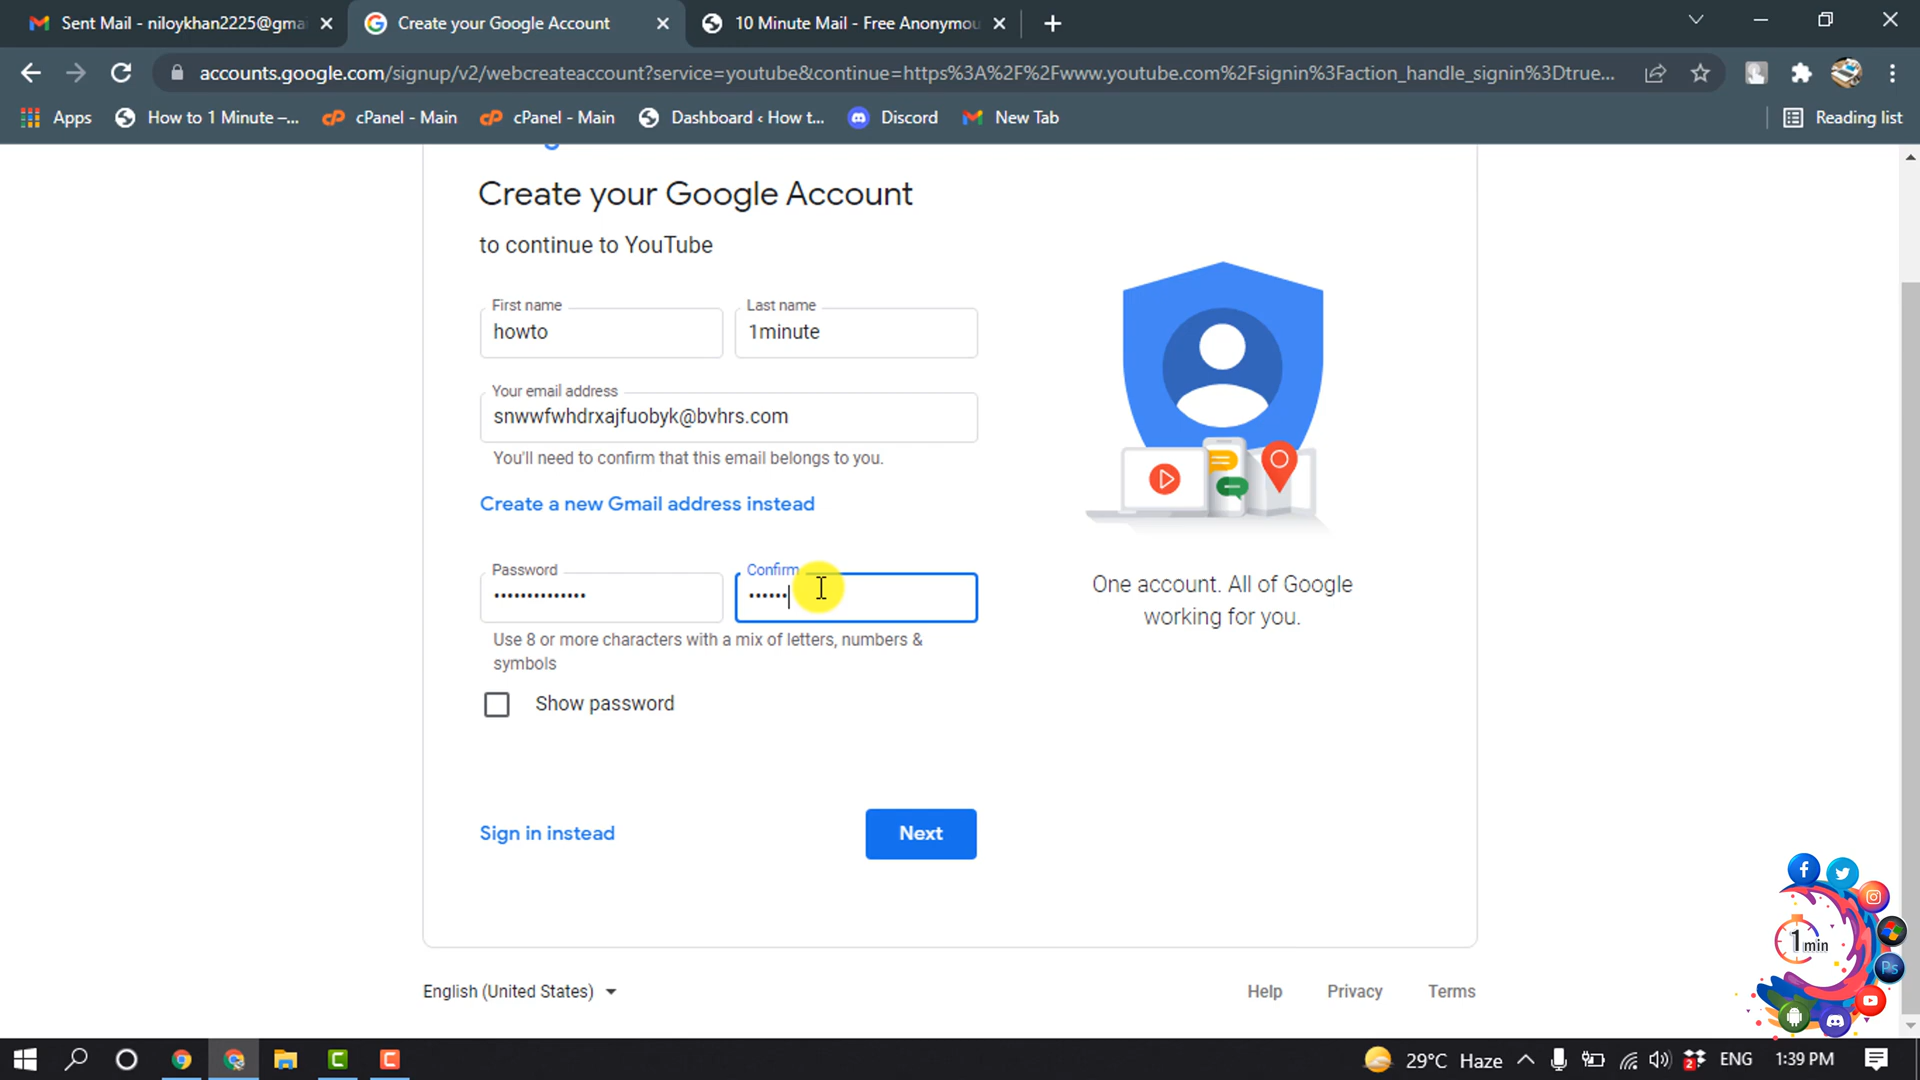 Sent Mail - niloykhan2225@gma
Create your Google Account
10 Minute Mail - Free Anonymou
accounts.google.com/signup/v2/webcreateaccount?service=youtube&continue=https%3A%2F%2Fwww.youtube.com%2Fsignin%3Faction_handle_signin%3Dtrue...
Apps
How to 1 Minute –...
cPanel - Main
cPanel - Main
Dashboard ‹ How t...
Discord
New Tab
Reading list
Create your Google Account
to continue to YouTube
First name
howto
Last name
1minute
Your email address
snwwfwhdrxajfuobyk@bvhrs.com
You'll need to confirm that this email belongs to you.
Create a new Gmail address instead
Password
••••••••••••••
Confirm
••••••
Use 8 or more characters with a mix of letters, numbers &
symbols
Show password
One account. All of Google
working for you.
Sign in instead
Next
English (United States)
Help
Privacy
Terms
1 min
Ps
29°C Haze
2
ENG
1:39 PM